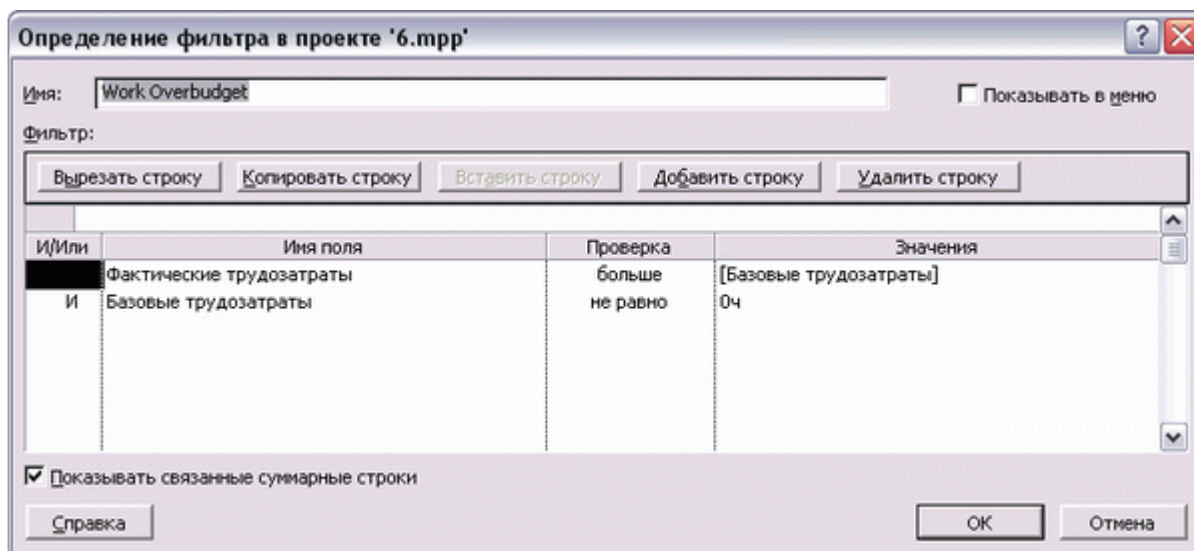 Определение фильтра в проекте '6.mpp'
Имя: Work Overbudget Показывать в меню
Фильтр:
Вырезать строку Копировать строку Вставить строку Добавить строку Удалить строку
И/Или Имя поля Проверка Значения
Фактические трудозатраты больше [Базовые трудозатраты]
И Базовые трудозатраты не равно 0ч
Показывать связанные суммарные строки
Справка ОК Отмена